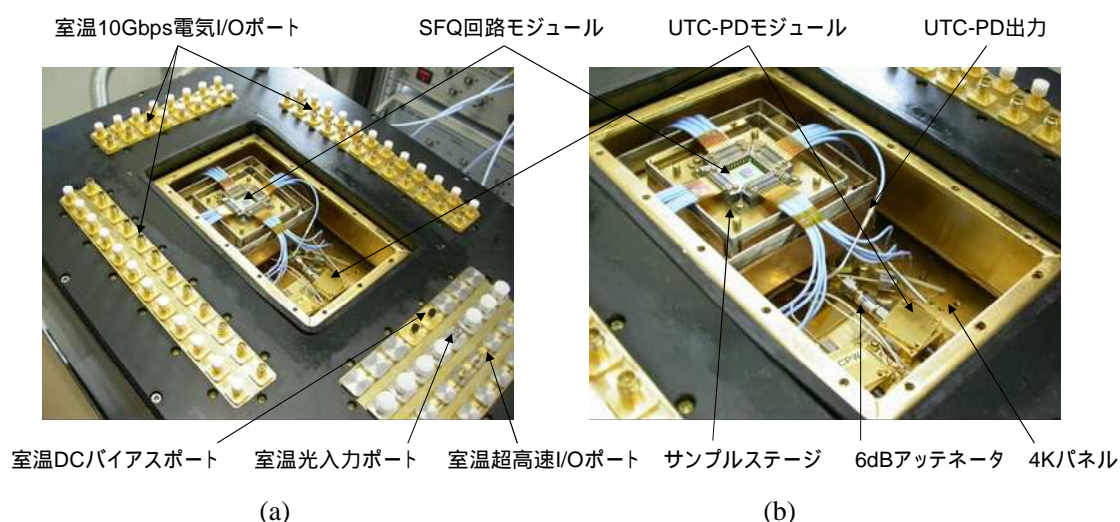 室温10Gbps電気I/Oポート
SFQ回路モジュール
UTC-PDモジュール
UTC-PD出力
CPW
室温DCバイアスポート
室温光入力ポート
室温超高速I/Oポート
サンプルステージ
6dBアッテネータ
4Kパネル
(a)
(b)